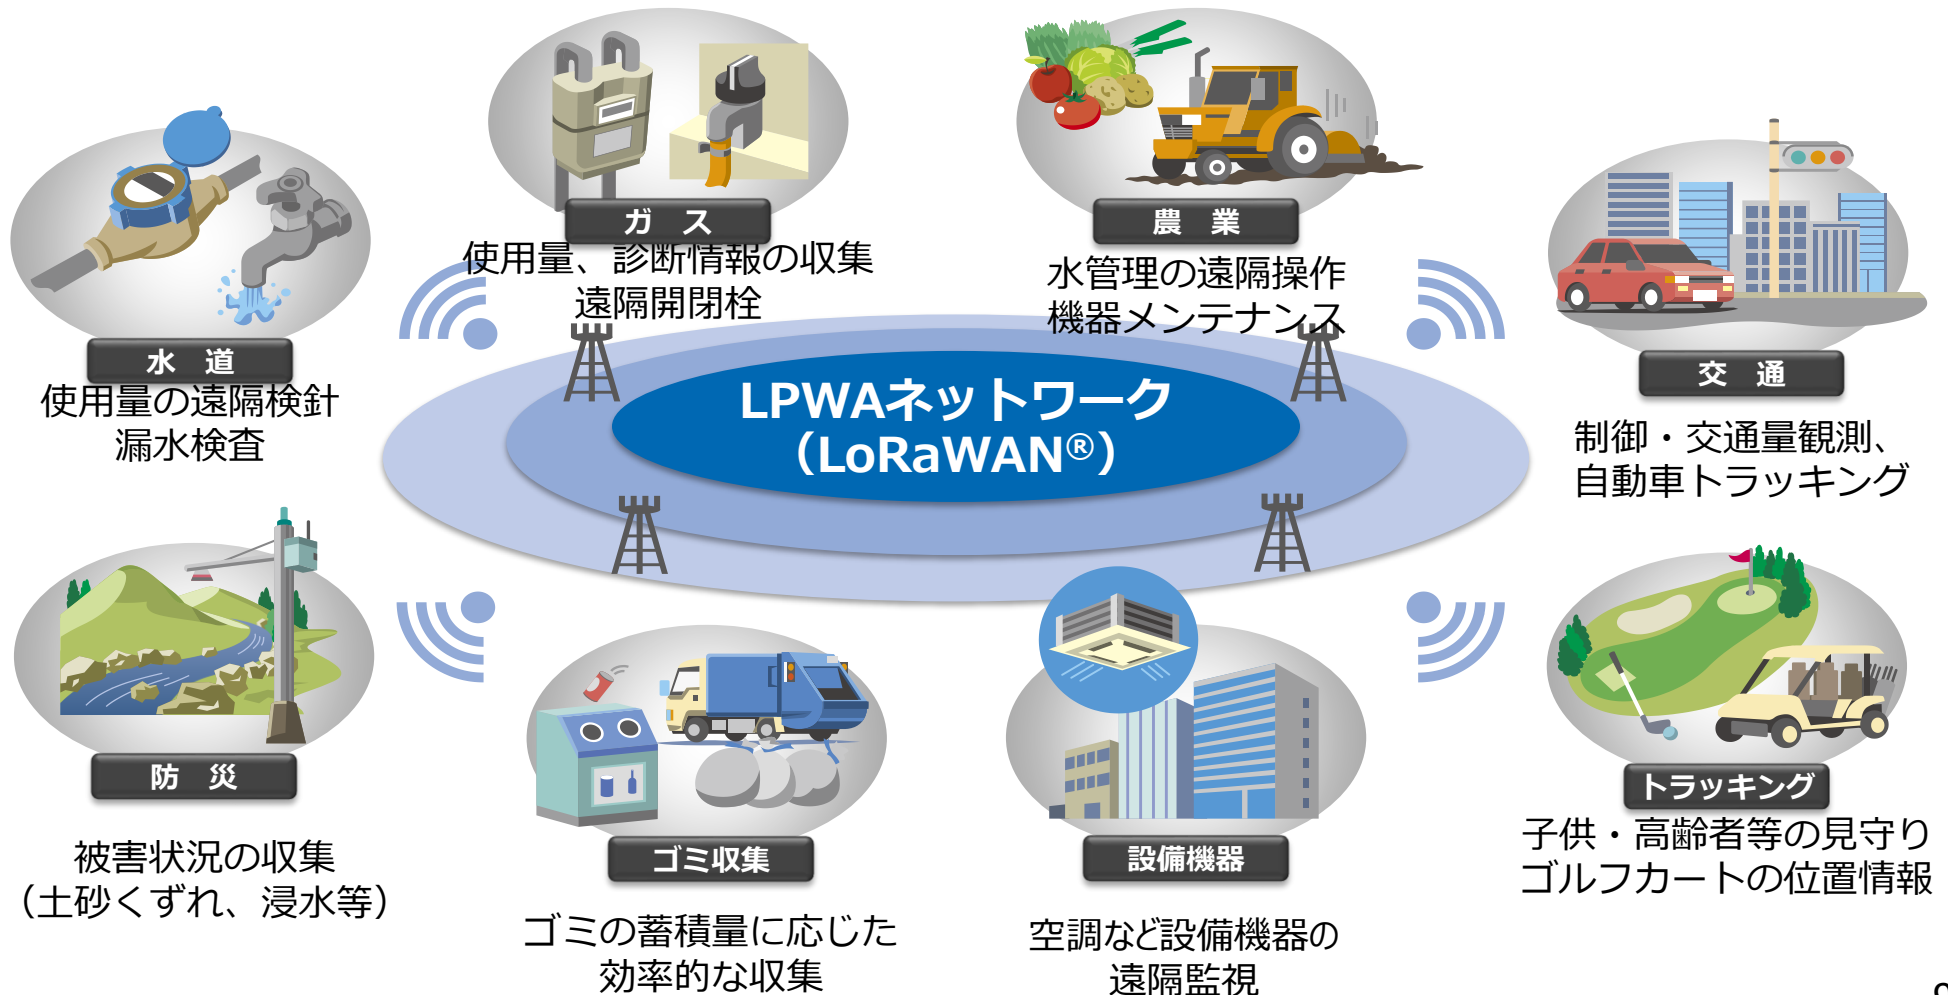 ガス
使用量、診断情報の収集
遠隔開閉栓
農業
水管理の遠隔操作
機器メンテナンス
水道
使用量の遠隔検針
漏水検査
交通
制御・交通量観測、
自動車トラッキング
LPWAネットワーク
（LoRaWAN®）
防災
被害状況の収集
（土砂くずれ、浸水等）
ゴミ収集
ゴミの蓄積量に応じた
効率的な収集
設備機器
空調など設備機器の
遠隔監視
トラッキング
子供・高齢者等の見守り
ゴルフカートの位置情報